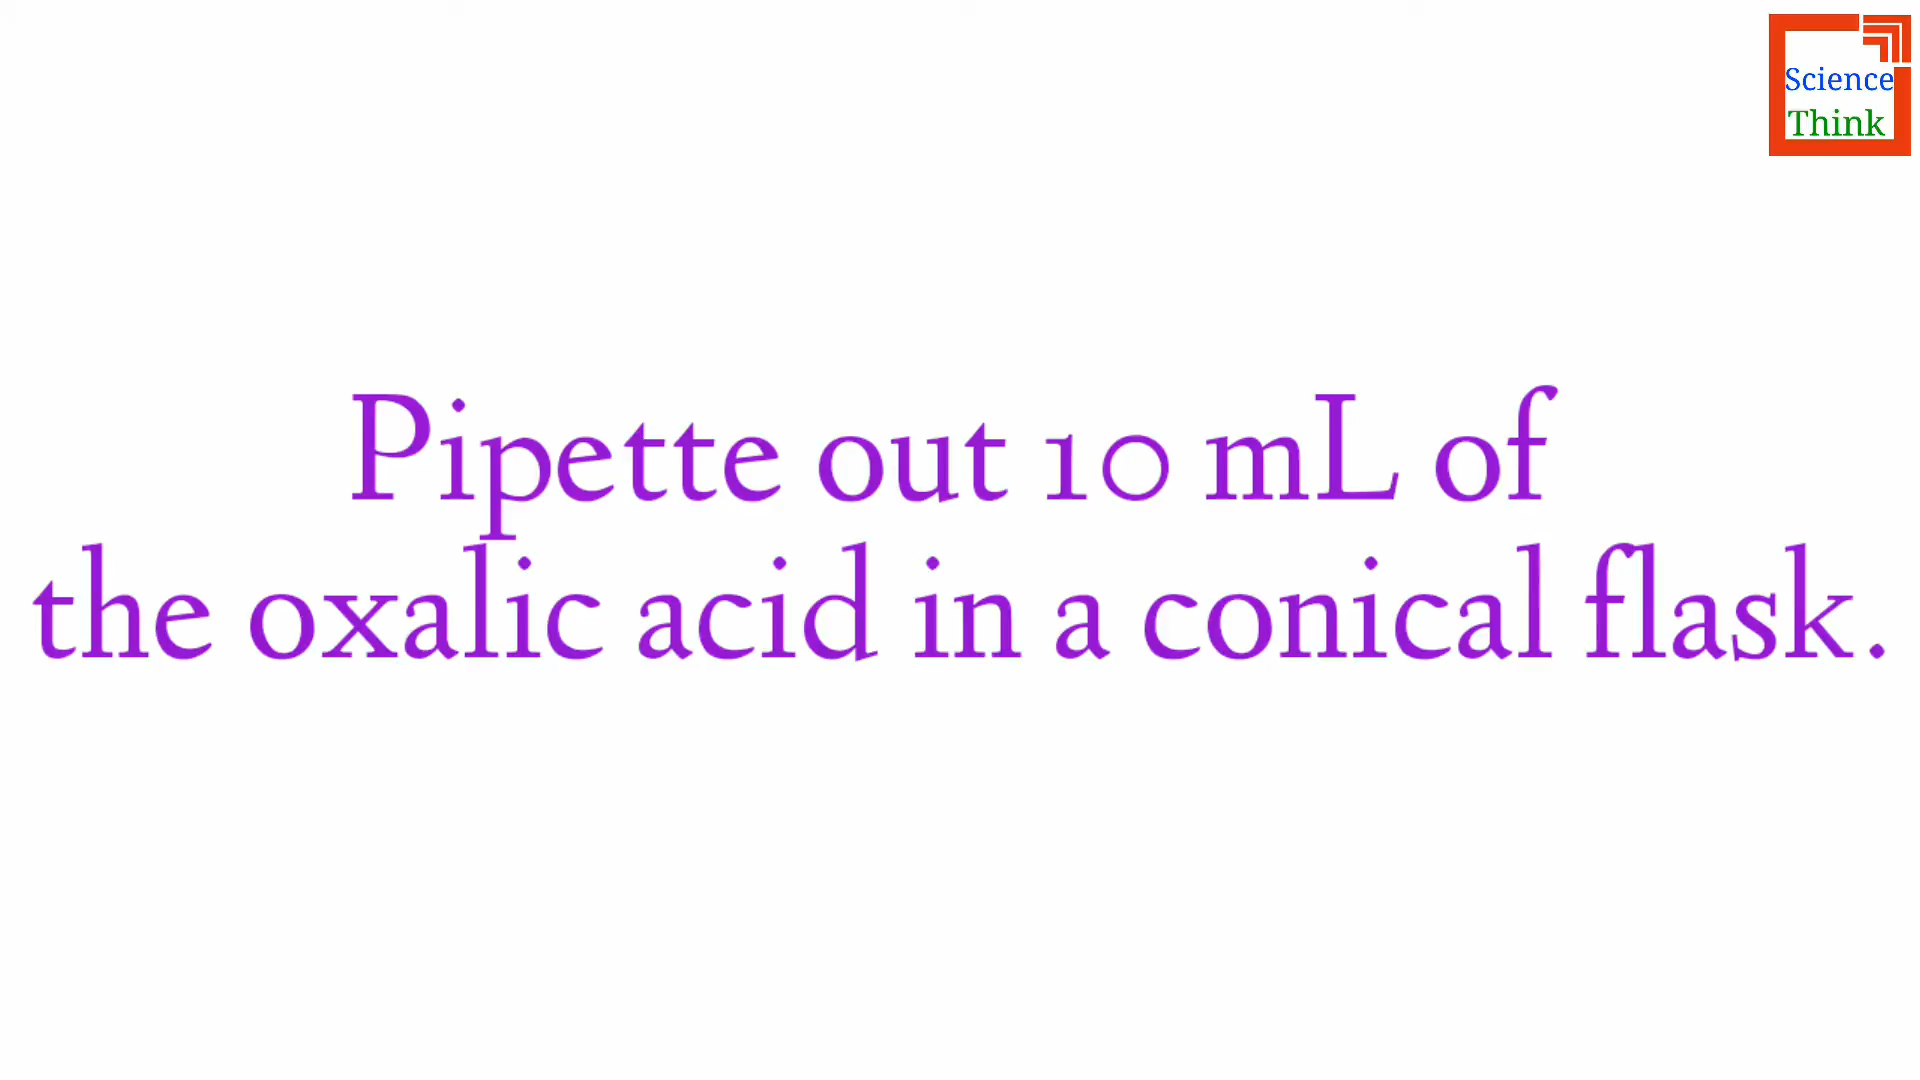 Science
Think
Pipette out 10 mL of
the oxalic acid in a conical flask.